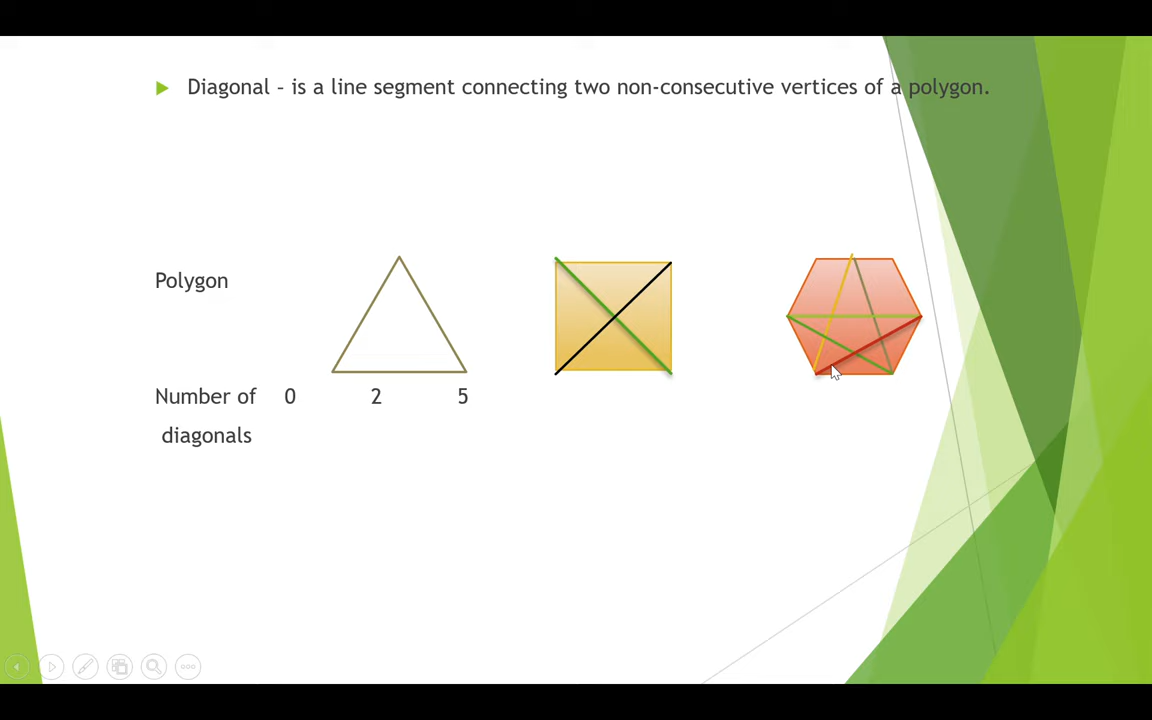 Diagonal – is a line segment connecting two non-consecutive vertices of a polygon.
Polygon
Number of 0 2 5
diagonals